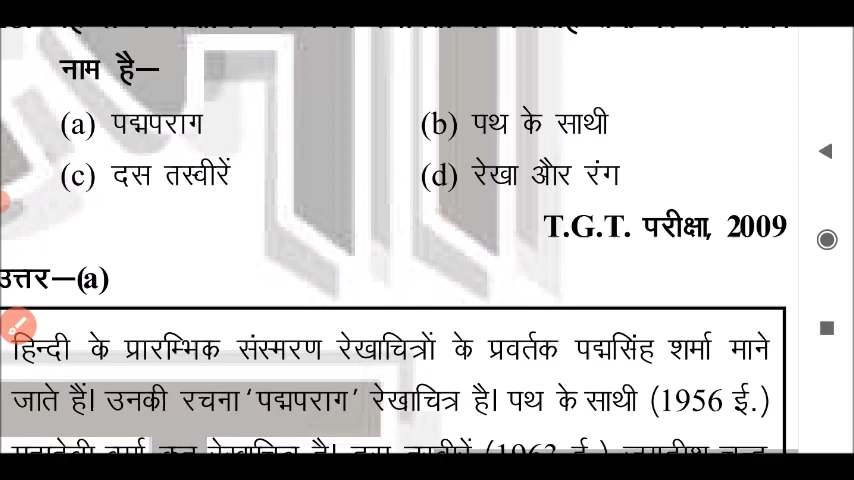 नाम है—
(a) पद्मपराग (b) पथ के साथी
(c) दस तस्वीरें (d) रेखा और रंग
T.G.T. परीक्षा, 2009
उत्तर—(a)
हिन्दी के प्रारम्भिक संस्मरण रेखाचित्रों के प्रवर्तक पद्मसिंह शर्मा माने
जाते हैं। उनकी रचना ‘पद्मपराग’ रेखाचित्र है। पथ के साथी (1956 ई.)